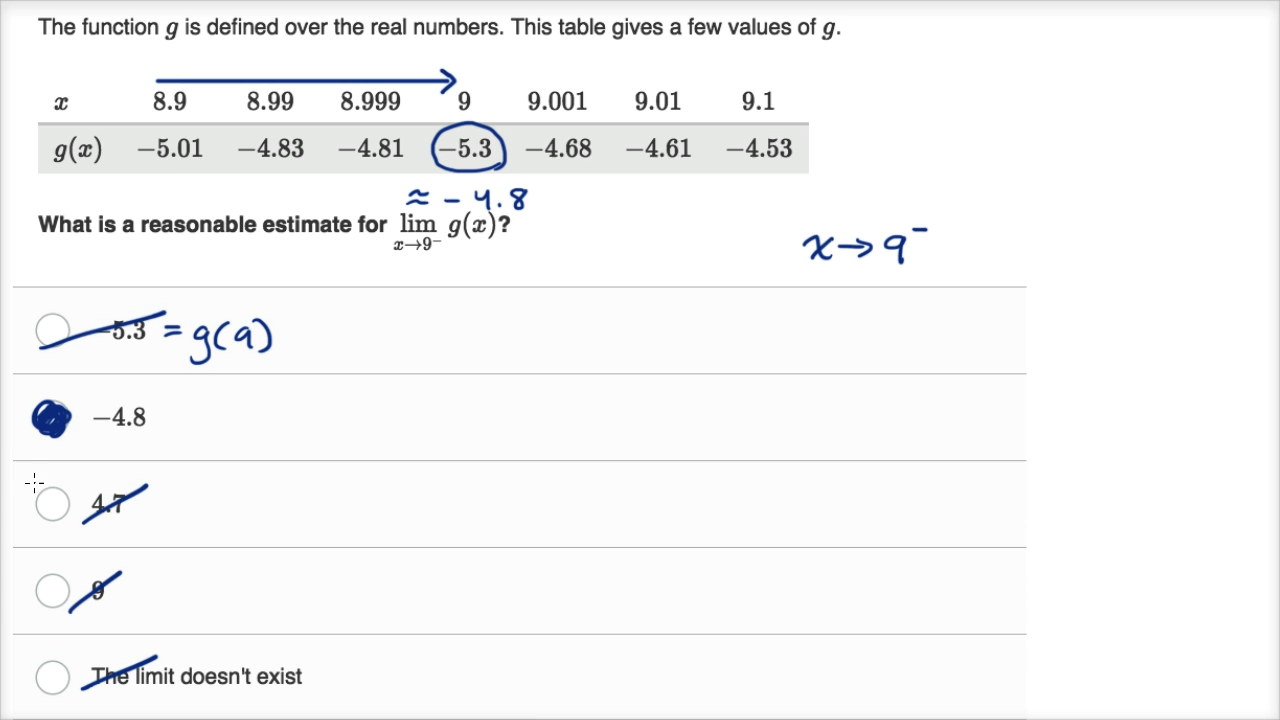 The function g is defined over the real numbers. This table gives a few values of g.
x 8.9 8.99 8.999 9 9.001 9.01 9.1
g(x) −5.01 −4.83 −4.81 −5.3 −4.68 −4.61 −4.53
≈ − 4.8
What is a reasonable estimate for lim g(x)?
x→9⁻
x→9⁻
−5.3 = g(9)
−4.8
4.7
9
The limit doesn't exist